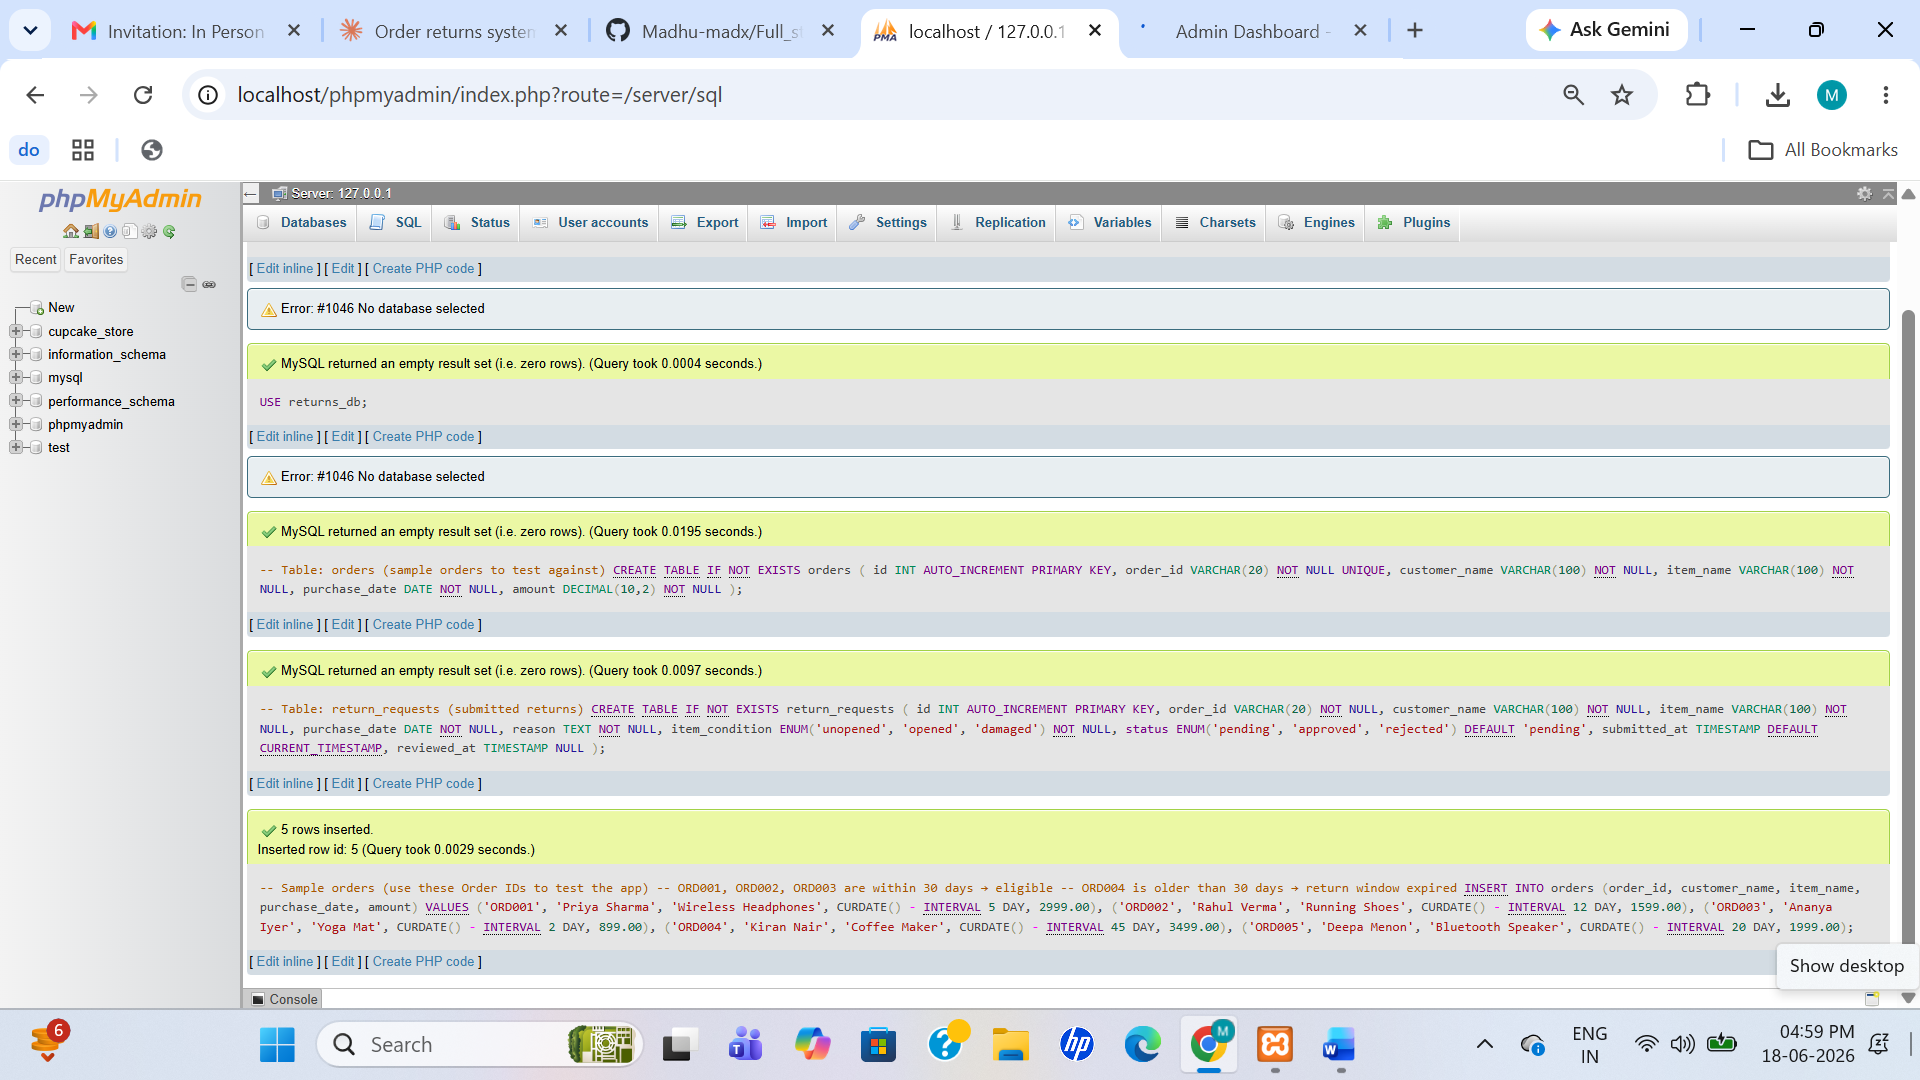 Invitation: In Person
Order returns system
Madhu-madx/Full_st
localhost / 127.0.0.1
Admin Dashboard -
Ask Gemini
localhost/phpmyadmin/index.php?route=/server/sql
M
do
All Bookmarks
phpMyAdmin
Recent
Favorites
New
cupcake_store
information_schema
mysql
performance_schema
phpmyadmin
test
Server: 127.0.0.1
Databases
SQL
Status
User accounts
Export
Import
Settings
Replication
Variables
Charsets
Engines
Plugins
[ Edit inline ] [ Edit ] [ Create PHP code ]
Error: #1046 No database selected
MySQL returned an empty result set (i.e. zero rows). (Query took 0.0004 seconds.)
USE returns_db;
[ Edit inline ] [ Edit ] [ Create PHP code ]
Error: #1046 No database selected
MySQL returned an empty result set (i.e. zero rows). (Query took 0.0195 seconds.)
-- Table: orders (sample orders to test against) CREATE TABLE IF NOT EXISTS orders ( id INT AUTO_INCREMENT PRIMARY KEY, order_id VARCHAR(20) NOT NULL UNIQUE, customer_name VARCHAR(100) NOT NULL, item_name VARCHAR(100) NOT
NULL, purchase_date DATE NOT NULL, amount DECIMAL(10,2) NOT NULL );
[ Edit inline ] [ Edit ] [ Create PHP code ]
MySQL returned an empty result set (i.e. zero rows). (Query took 0.0097 seconds.)
-- Table: return_requests (submitted returns) CREATE TABLE IF NOT EXISTS return_requests ( id INT AUTO_INCREMENT PRIMARY KEY, order_id VARCHAR(20) NOT NULL, customer_name VARCHAR(100) NOT NULL, item_name VARCHAR(100) NOT
NULL, purchase_date DATE NOT NULL, reason TEXT NOT NULL, item_condition ENUM('unopened', 'opened', 'damaged') NOT NULL, status ENUM('pending', 'approved', 'rejected') DEFAULT 'pending', submitted_at TIMESTAMP DEFAULT
CURRENT_TIMESTAMP, reviewed_at TIMESTAMP NULL );
[ Edit inline ] [ Edit ] [ Create PHP code ]
5 rows inserted.
Inserted row id: 5 (Query took 0.0029 seconds.)
-- Sample orders (use these Order IDs to test the app) -- ORD001, ORD002, ORD003 are within 30 days → eligible -- ORD004 is older than 30 days → return window expired INSERT INTO orders (order_id, customer_name, item_name,
purchase_date, amount) VALUES ('ORD001', 'Priya Sharma', 'Wireless Headphones', CURDATE() - INTERVAL 5 DAY, 2999.00), ('ORD002', 'Rahul Verma', 'Running Shoes', CURDATE() - INTERVAL 12 DAY, 1599.00), ('ORD003', 'Ananya
Iyer', 'Yoga Mat', CURDATE() - INTERVAL 2 DAY, 899.00), ('ORD004', 'Kiran Nair', 'Coffee Maker', CURDATE() - INTERVAL 45 DAY, 3499.00), ('ORD005', 'Deepa Menon', 'Bluetooth Speaker', CURDATE() - INTERVAL 20 DAY, 1999.00);
[ Edit inline ] [ Edit ] [ Create PHP code ]
Show desktop
Console
6
Search
ENG
IN
04:59 PM
18-06-2026